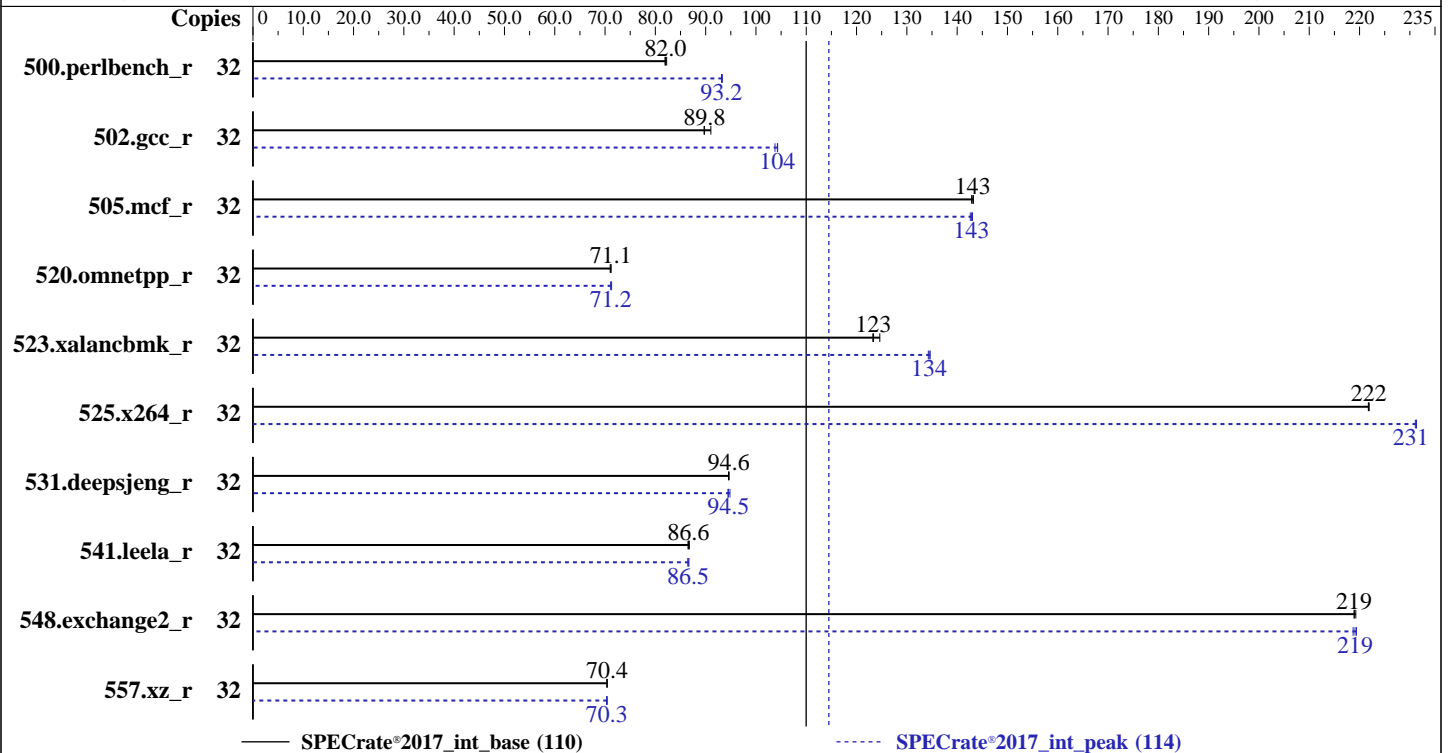 Copies 0 10.0 20.0 30.0 40.0 50.0 60.0 70.0 80.0 90.0 100 110 120 130 140 150 160 170 180 190 200 210 220 235
82.0
500.perlbench_r 32
93.2
89.8
502.gcc_r 32
104
143
505.mcf_r 32
143
71.1
520.omnetpp_r 32
71.2
123
523.xalancbmk_r 32
134
222
525.x264_r 32
231
94.6
531.deepsjeng_r 32
94.5
86.6
541.leela_r 32
86.5
219
548.exchange2_r 32
219
70.4
557.xz_r 32
70.3
SPECrate®2017_int_base (110) SPECrate®2017_int_peak (114)